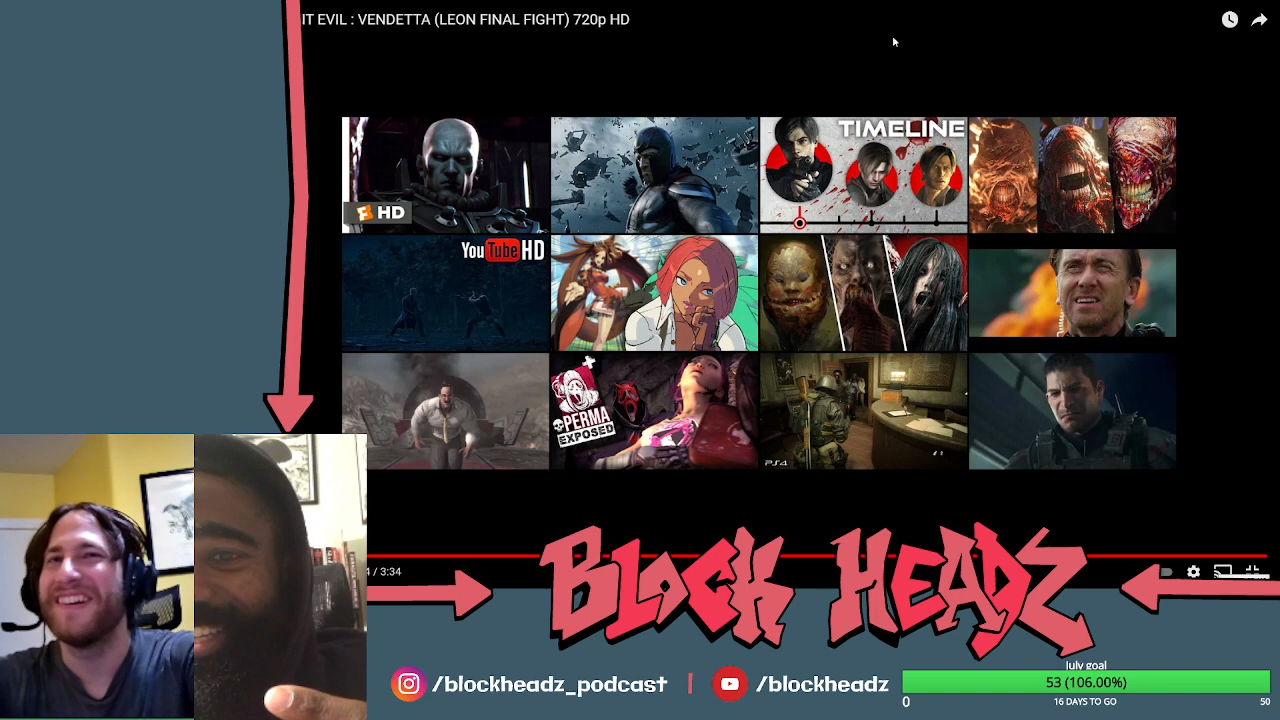 IT EVIL : VENDETTA (LEON FINAL FIGHT) 720p HD
HD
TIMELINE
YouTube HD
PERMA
EXPOSED
PS4
4 / 3:34
BLOCK HEADZ
/blockheadz_podcast
/blockheadz
July goal
53 (106.00%)
0
16 DAYS TO GO
50